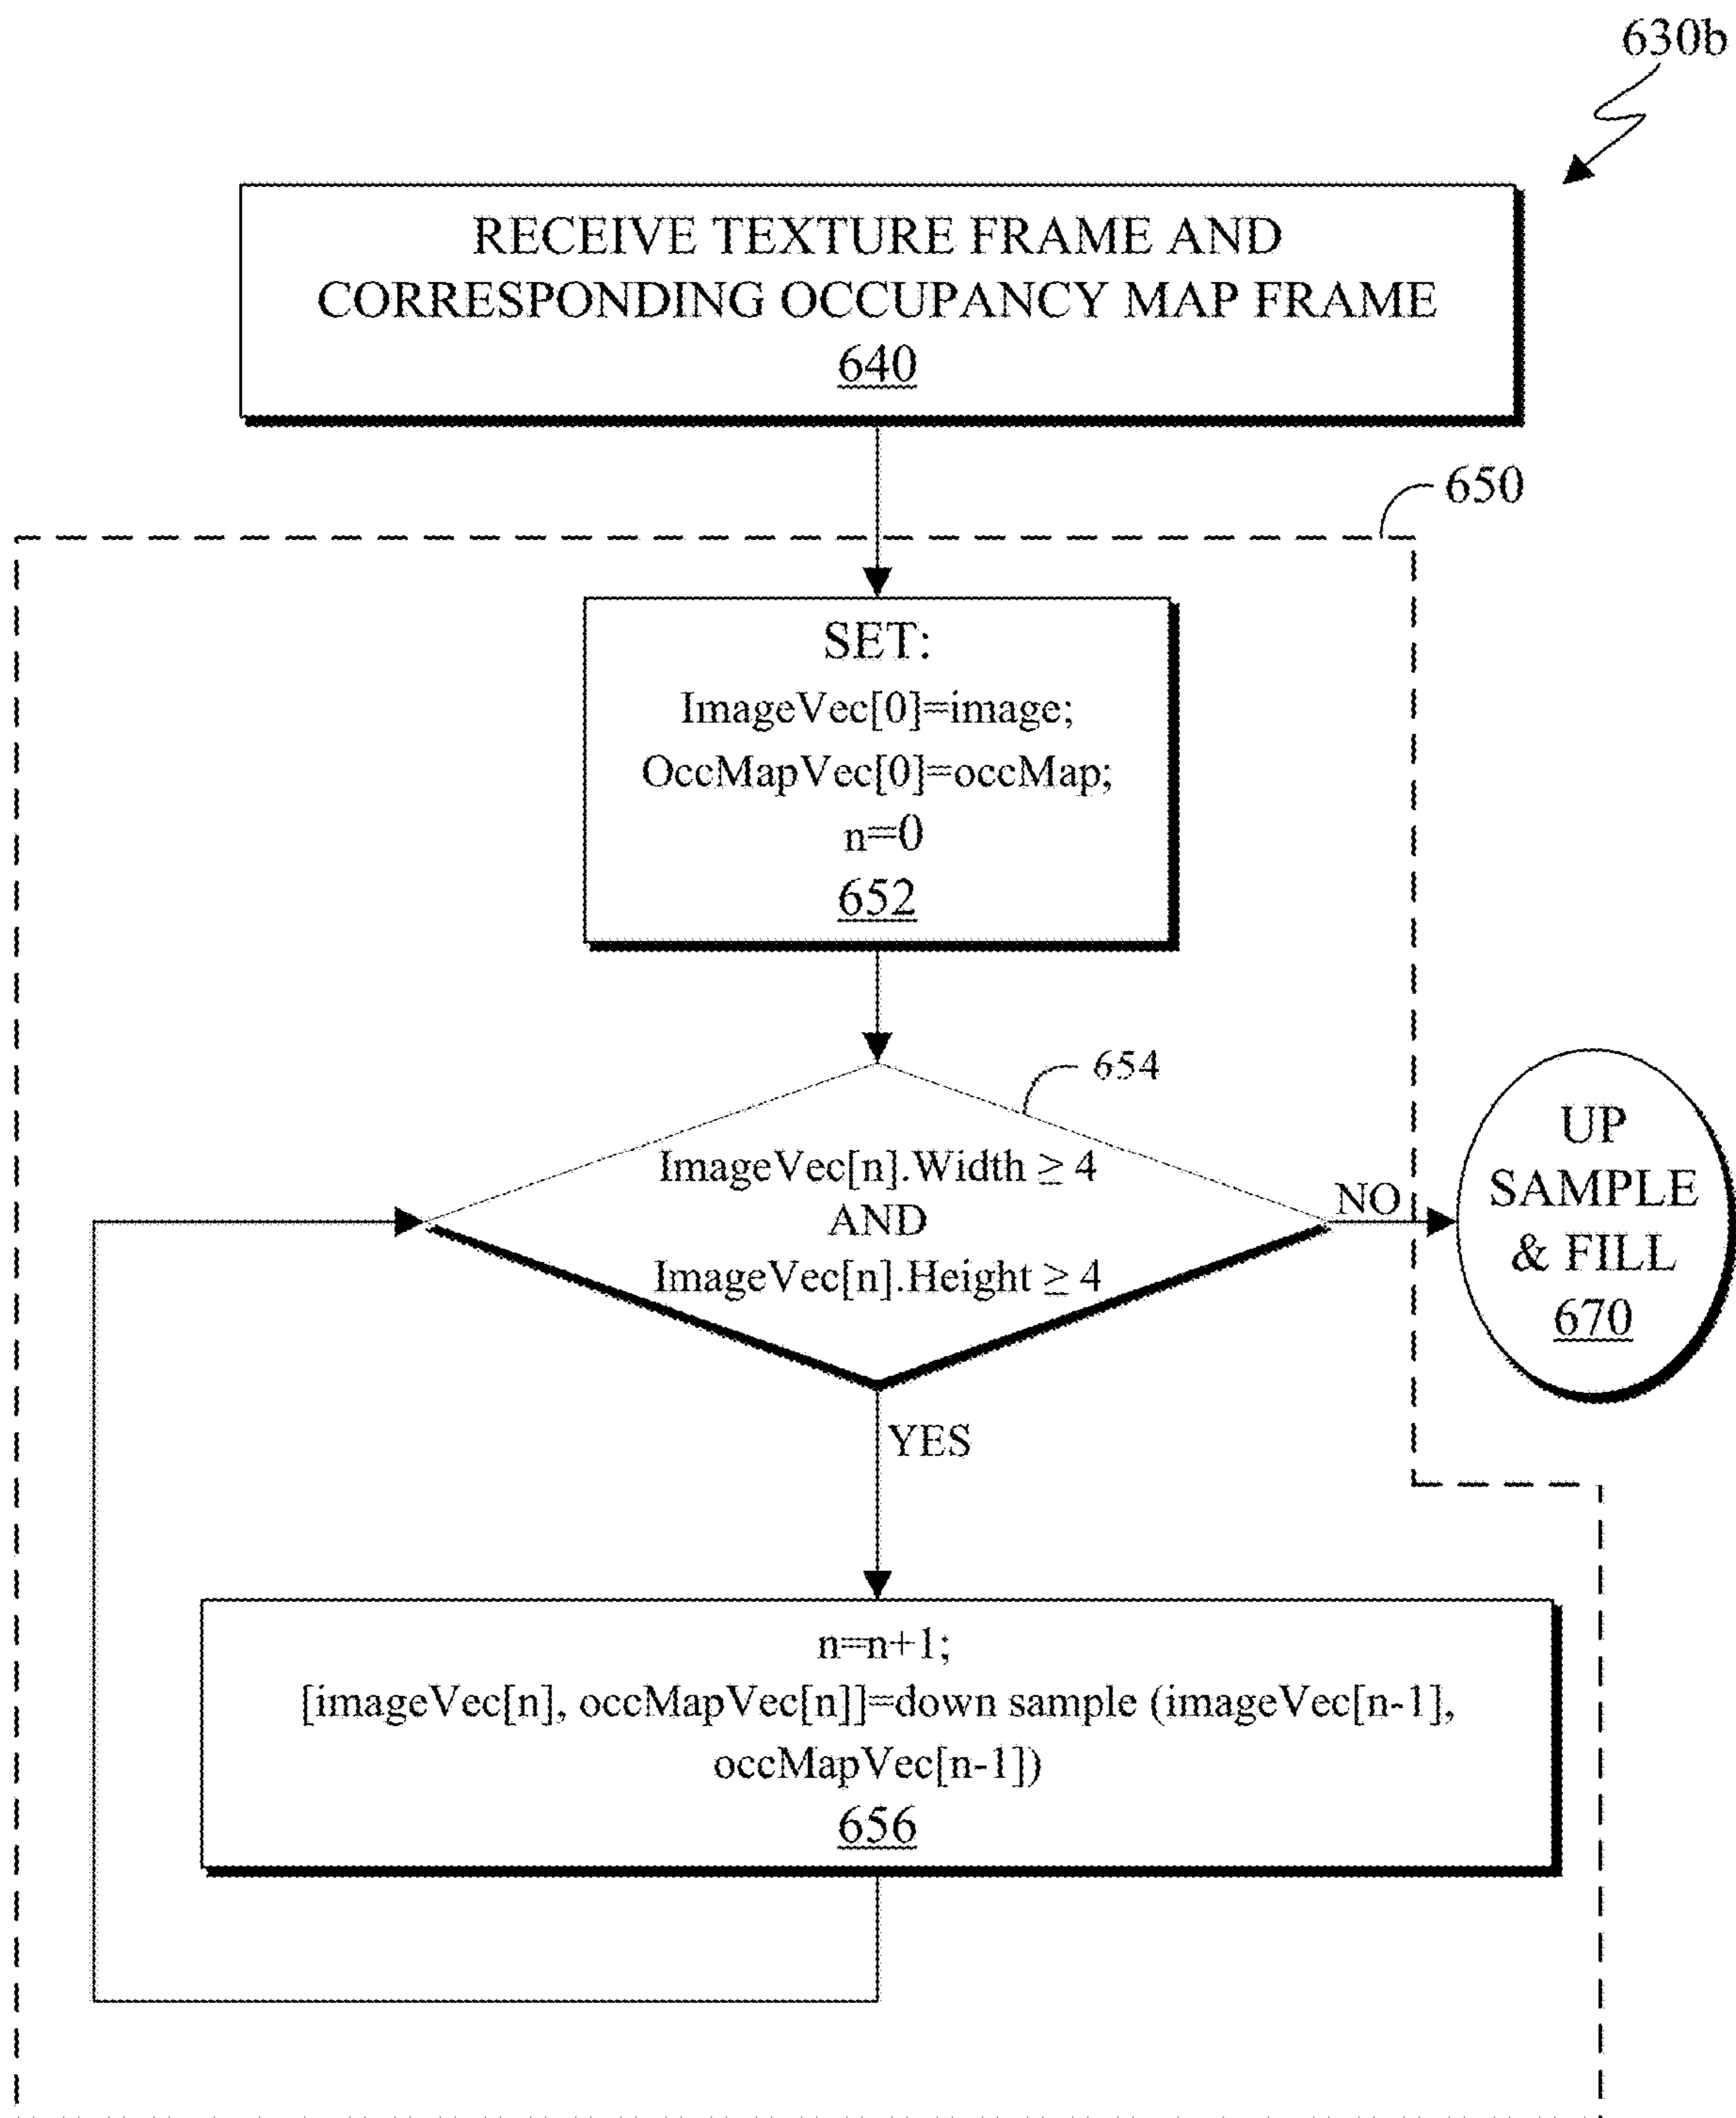 630b
RECEIVE TEXTURE FRAME AND
CORRESPONDING OCCUPANCY MAP FRAME
640
650
SET:
ImageVec[0]=image;
OccMapVec[0]=occMap;
n=0
652
654
ImageVec[n].Width ≥ 4
AND
ImageVec[n].Height ≥ 4
NO
UP
SAMPLE
& FILL
670
YES
n=n+1;
[imageVec[n], occMapVec[n]]=down sample (imageVec[n-1],
occMapVec[n-1])
656